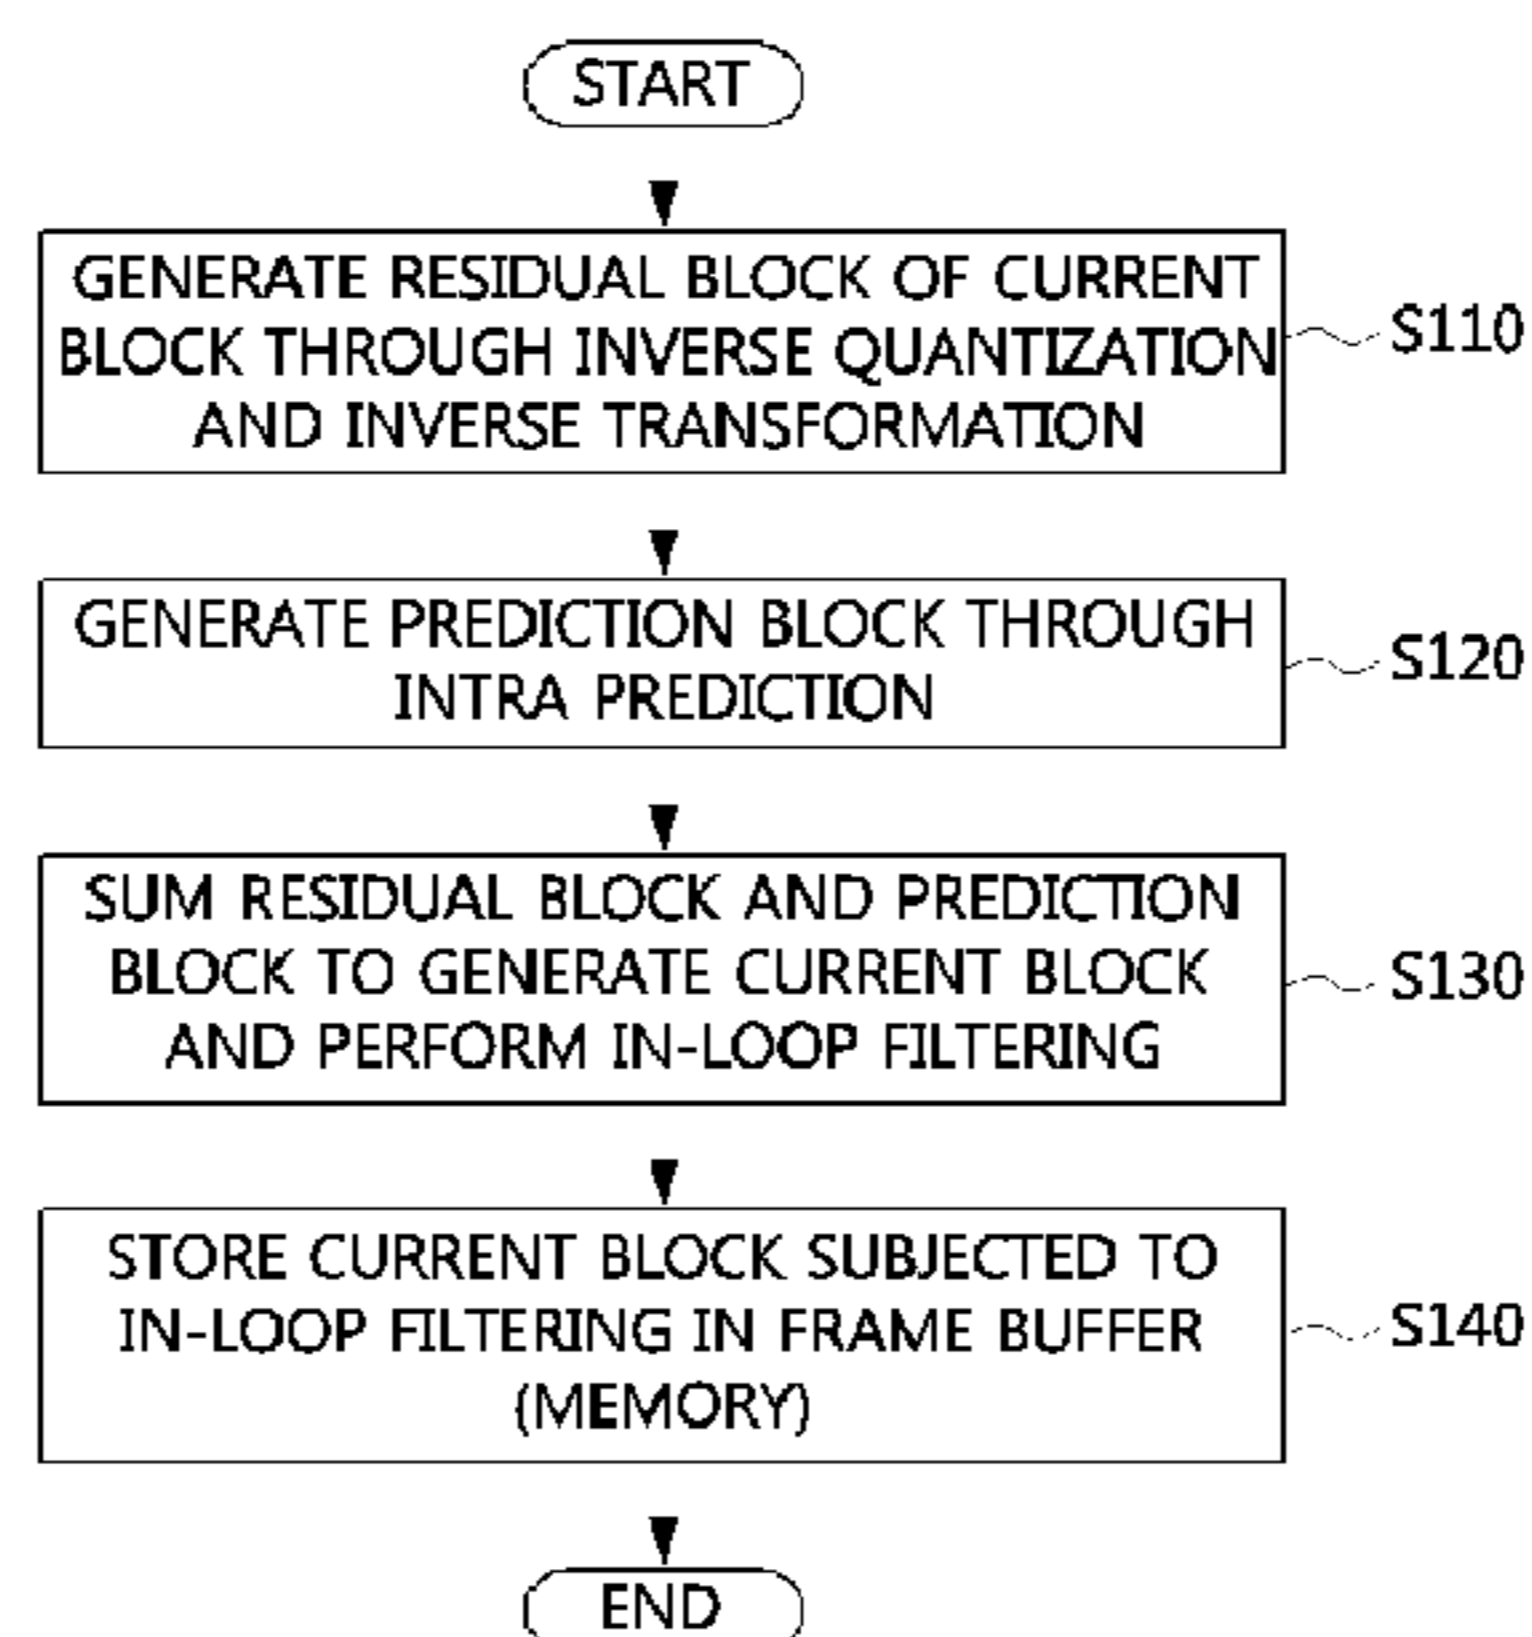 START
GENERATE RESIDUAL BLOCK OF CURRENT
BLOCK THROUGH INVERSE QUANTIZATION
AND INVERSE TRANSFORMATION
S110
GENERATE PREDICTION BLOCK THROUGH
INTRA PREDICTION
S120
SUM RESIDUAL BLOCK AND PREDICTION
BLOCK TO GENERATE CURRENT BLOCK
AND PERFORM IN-LOOP FILTERING
S130
STORE CURRENT BLOCK SUBJECTED TO
IN-LOOP FILTERING IN FRAME BUFFER
(MEMORY)
S140
END